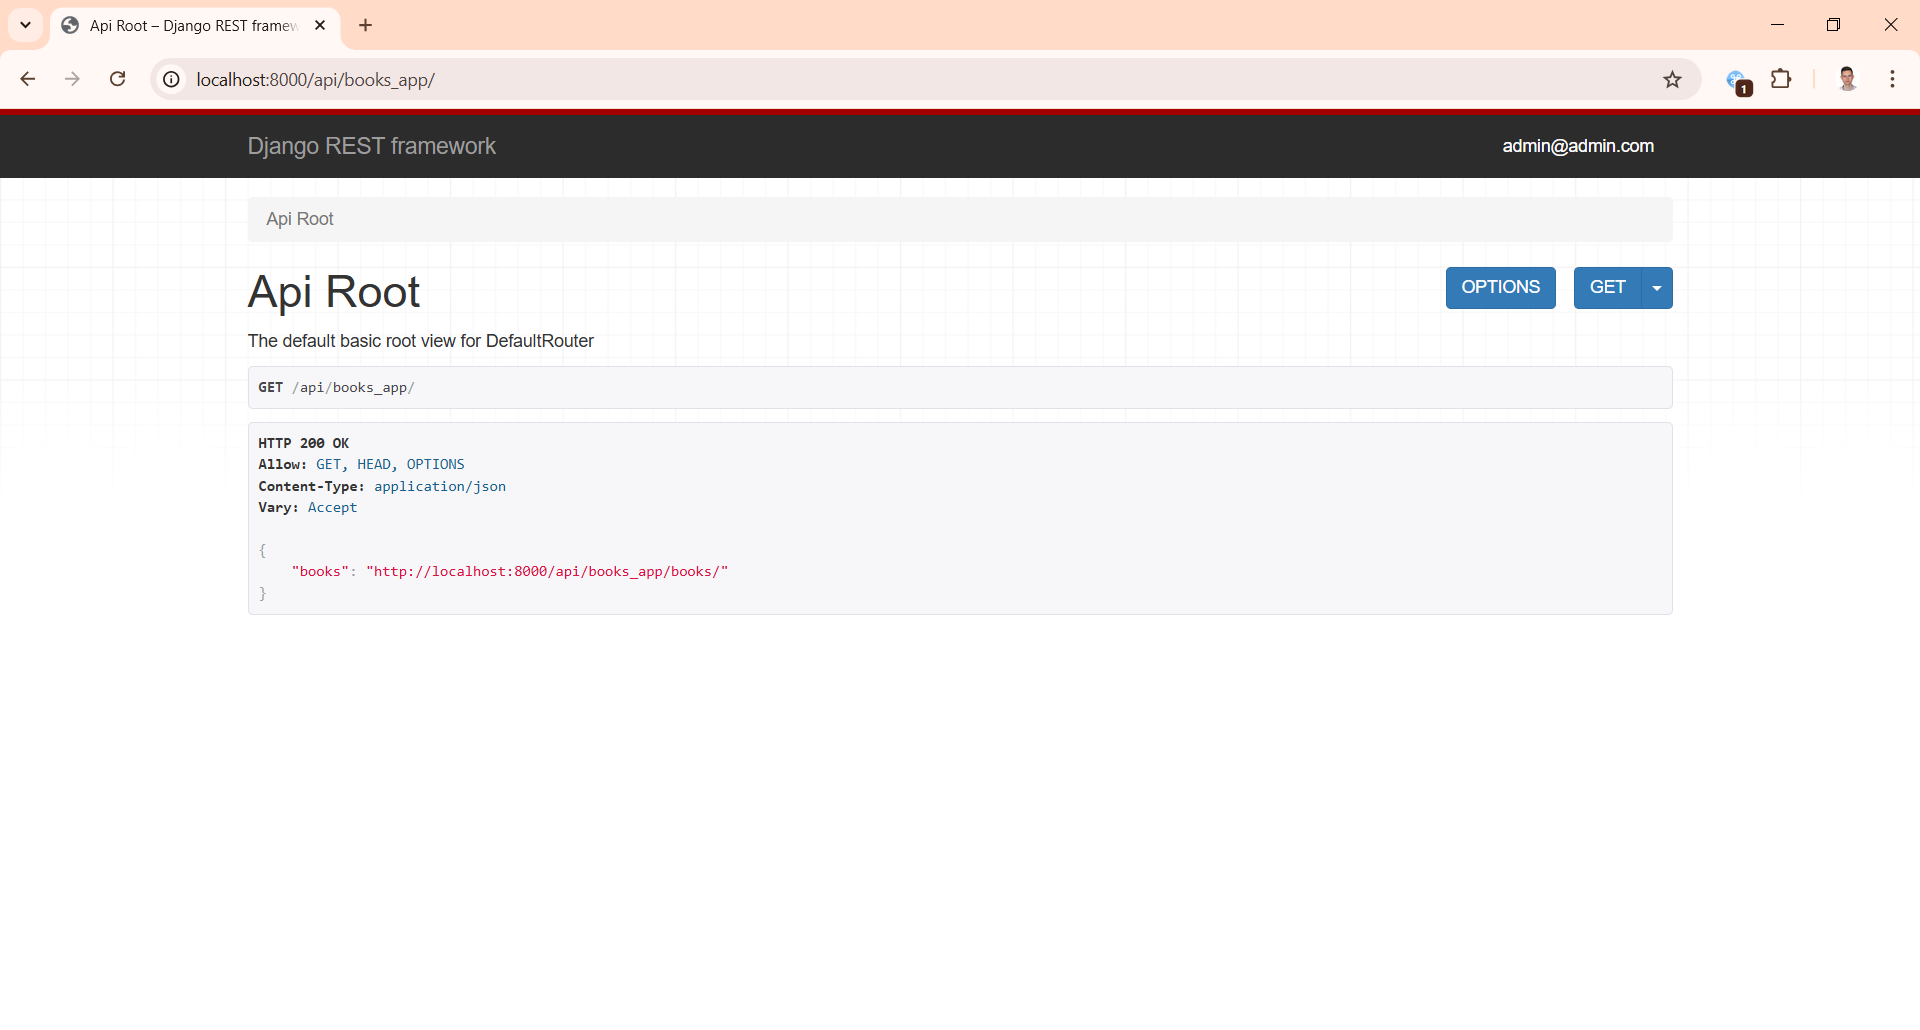 Api Root – Django REST framew
localhost:8000/api/books_app/
1
Django REST framework
admin@admin.com
Api Root
Api Root
OPTIONS
GET
The default basic root view for DefaultRouter
GET /api/books_app/
HTTP 200 OK
Allow: GET, HEAD, OPTIONS
Content-Type: application/json
Vary: Accept
{
    "books": "http://localhost:8000/api/books_app/books/"
}